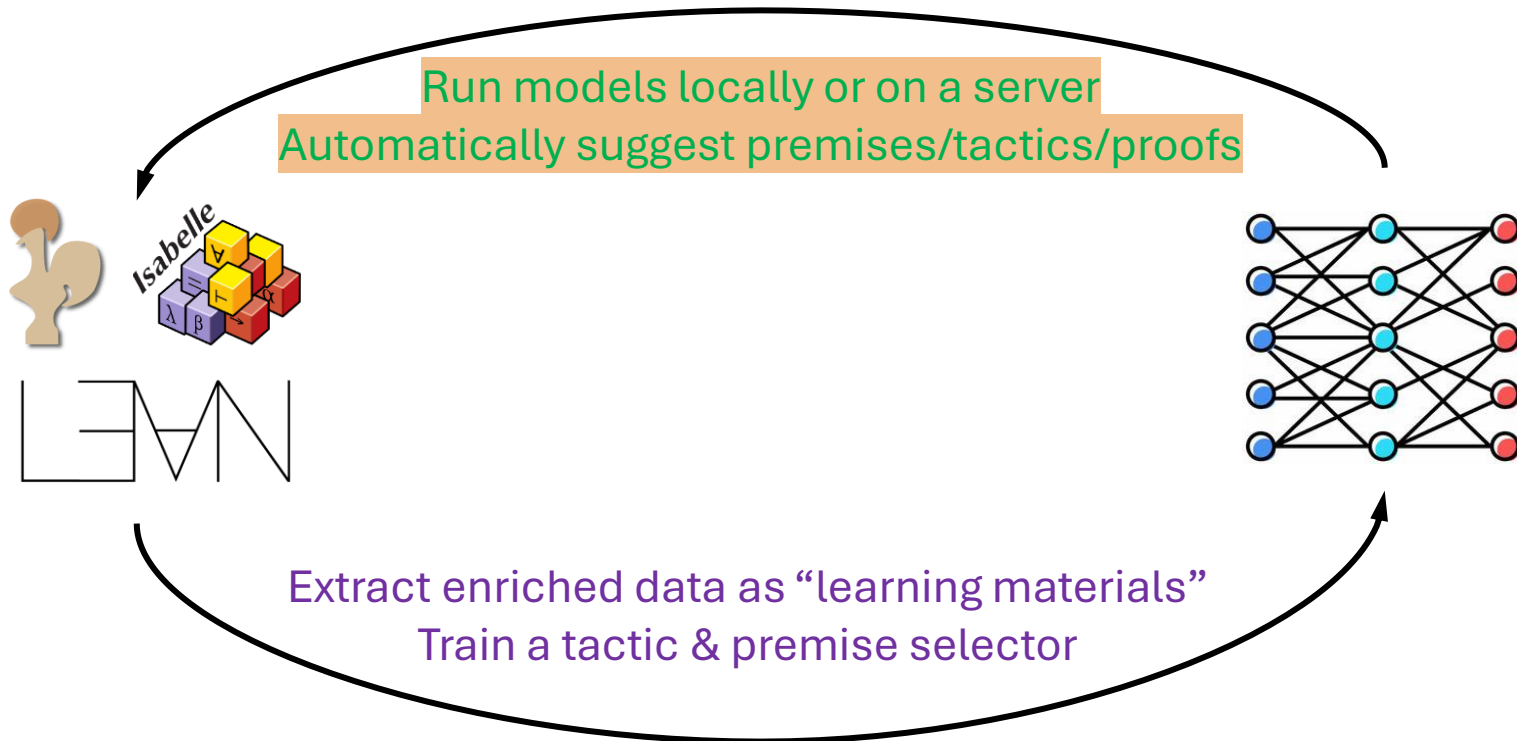 Run models locally or on a server
Automatically suggest premises/tactics/proofs
Isabelle
∀
=
α
λ
β
⊢
→
LE∀N
Extract enriched data as “learning materials”
Train a tactic & premise selector